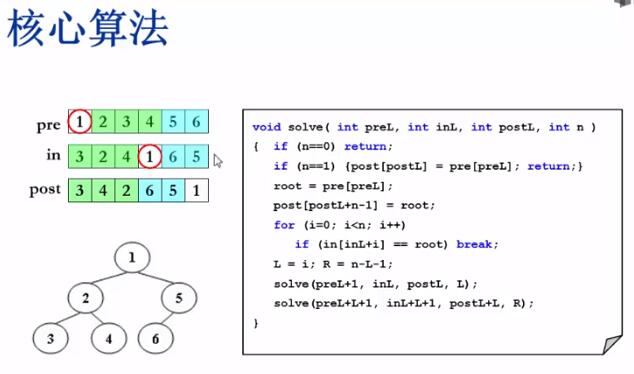 核心算法
pre 1 2 3 4 5 6
in 3 2 4 1 6 5
post 3 4 2 6 5 1
1
2 5
3 4 6
void solve( int preL, int inL, int postL, int n )
{ if (n==0) return;
if (n==1) {post[postL] = pre[preL]; return;}
root = pre[preL];
post[postL+n-1] = root;
for (i=0; i<n; i++)
if (in[inL+i] == root) break;
L = i; R = n-L-1;
solve(preL+1, inL, postL, L);
solve(preL+L+1, inL+L+1, postL+L, R);
}